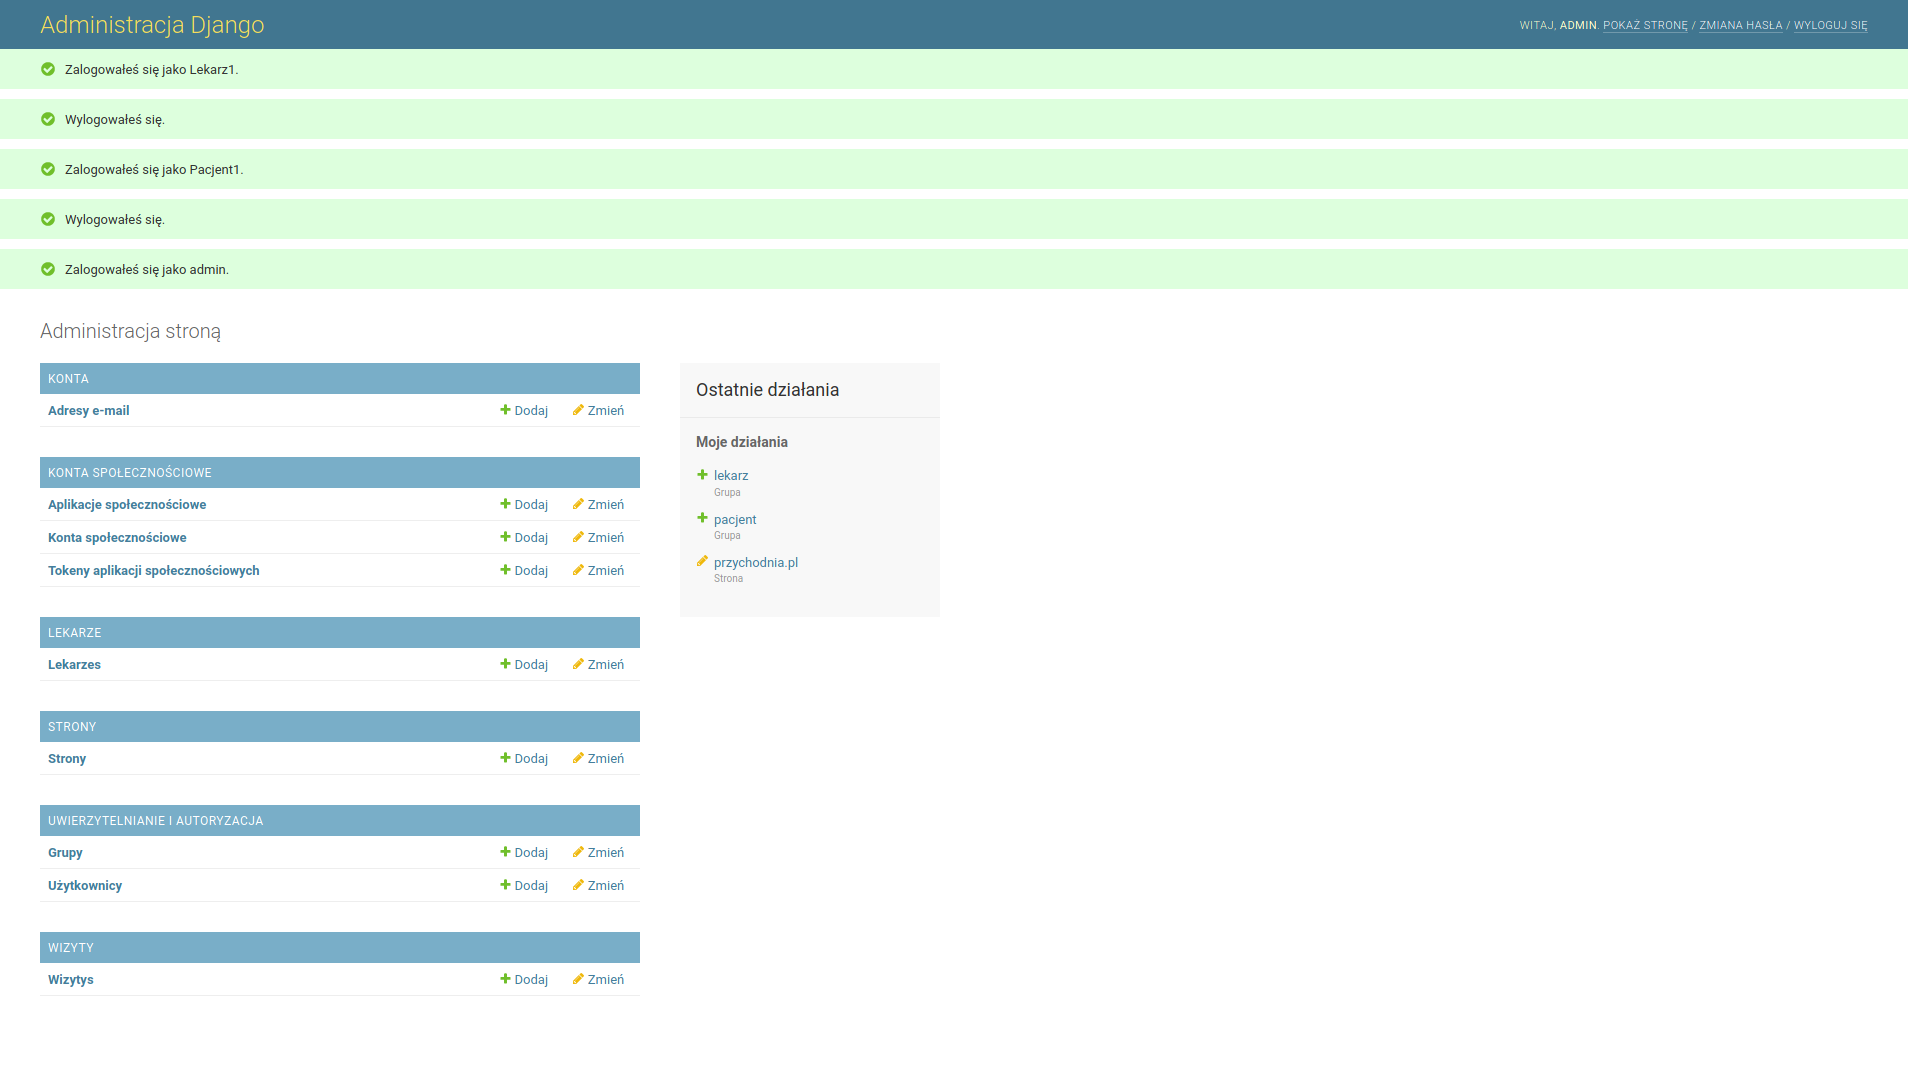 Administracja Django
WITAJ, ADMIN. POKAŻ STRONĘ / ZMIANA HASŁA / WYLOGUJ SIĘ
Zalogowałeś się jako Lekarz1.
Wylogowałeś się.
Zalogowałeś się jako Pacjent1.
Wylogowałeś się.
Zalogowałeś się jako admin.
Administracja stroną
KONTA
Adresy e-mail Dodaj Zmień
KONTA SPOŁECZNOŚCIOWE
Aplikacje społecznościowe Dodaj Zmień
Konta społecznościowe Dodaj Zmień
Tokeny aplikacji społecznościowych Dodaj Zmień
LEKARZE
Lekarzes Dodaj Zmień
STRONY
Strony Dodaj Zmień
UWIERZYTELNIANIE I AUTORYZACJA
Grupy Dodaj Zmień
Użytkownicy Dodaj Zmień
WIZYTY
Wizytys Dodaj Zmień
Ostatnie działania
Moje działania
lekarz
Grupa
pacjent
Grupa
przychodnia.pl
Strona